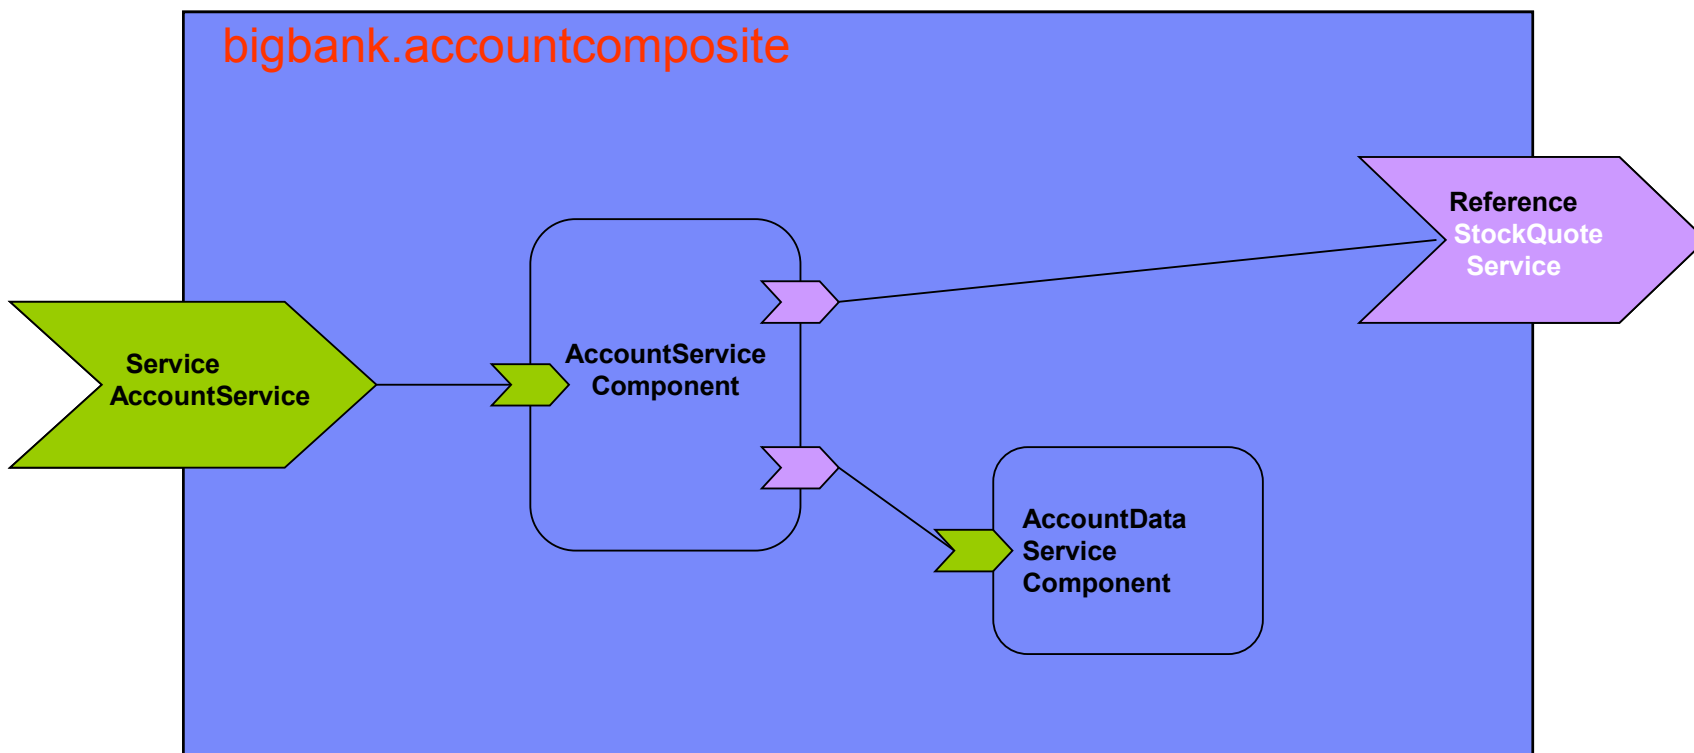 bigbank.accountcomposite
Reference
StockQuote
Service
Service
AccountService
AccountService
Component
AccountData
Service
Component